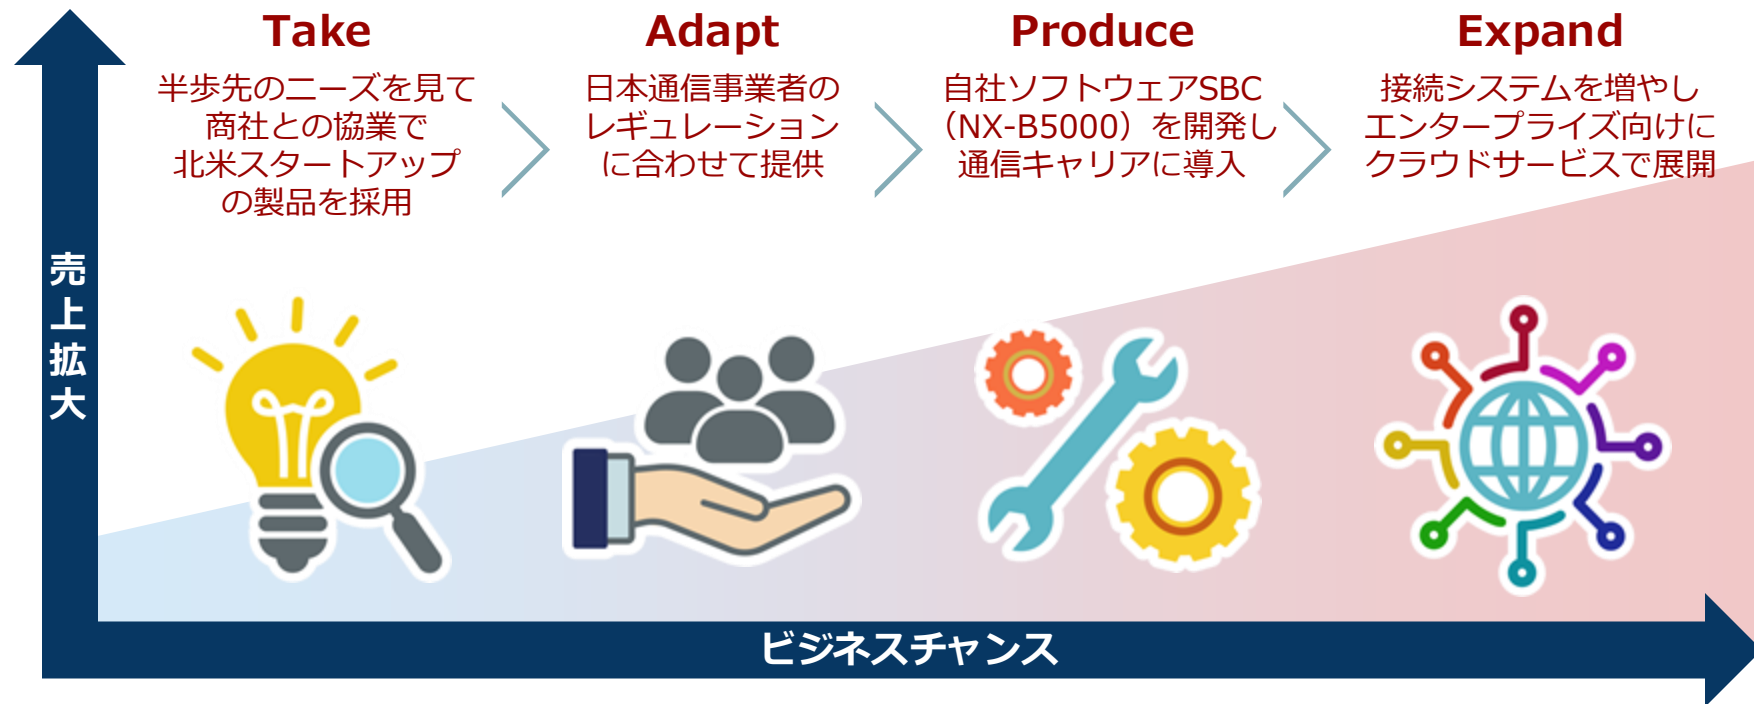 Take
半歩先のニーズを見て
商社との協業で
北米スタートアップ
の製品を採用
Adapt
日本通信事業者の
レギュレーション
に合わせて提供
Produce
自社ソフトウェアSBC
（NX-B5000）を開発し
通信キャリアに導入
Expand
接続システムを増やし
エンタープライズ向けに
クラウドサービスで展開
売上拡大
ビジネスチャンス